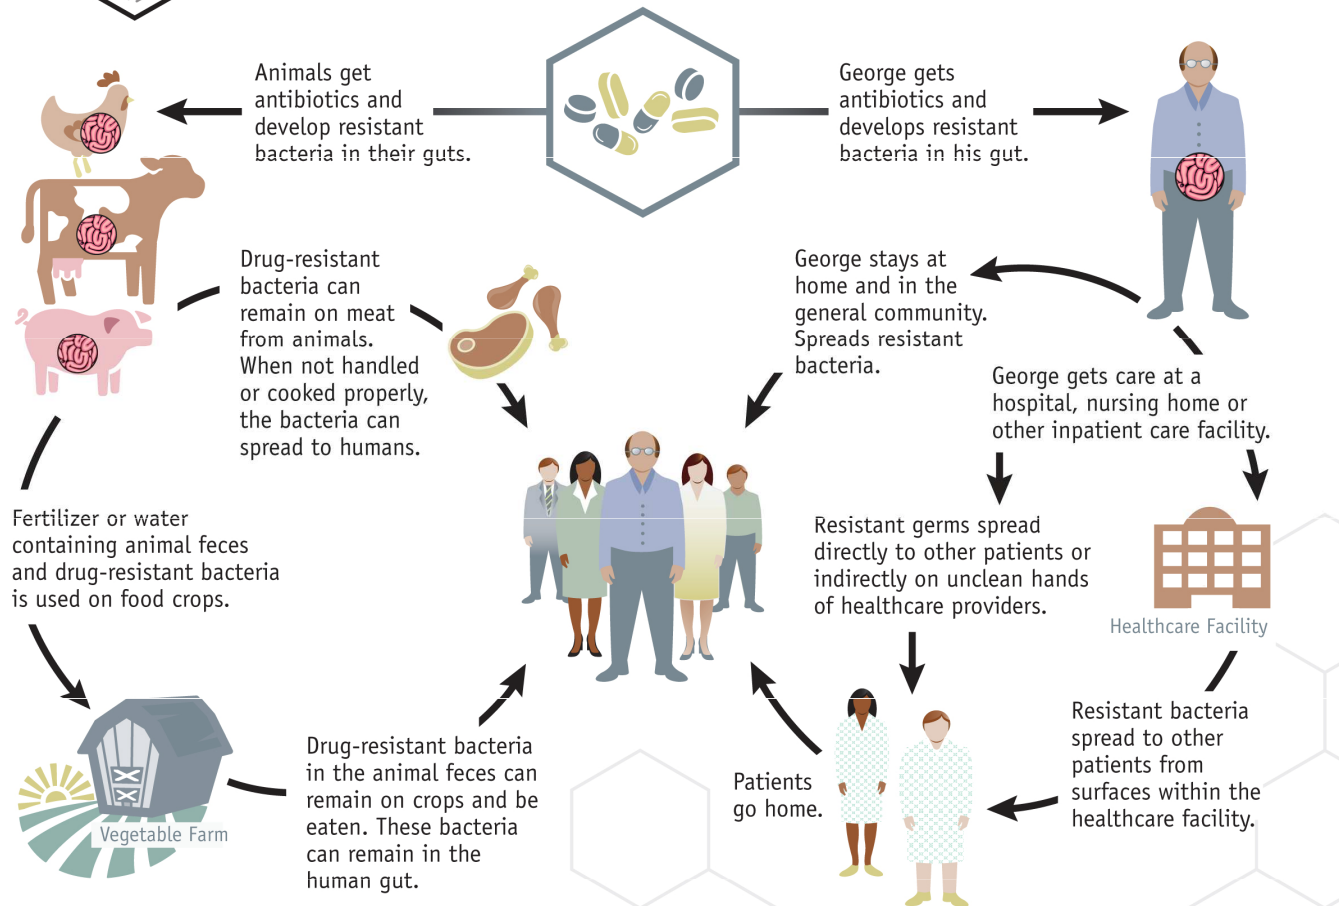 Animals get
antibiotics and
develop resistant
bacteria in their guts.
George gets
antibiotics and
develops resistant
bacteria in his gut.
Drug-resistant
bacteria can
remain on meat
from animals.
When not handled
or cooked properly,
the bacteria can
spread to humans.
George stays at
home and in the
general community.
Spreads resistant
bacteria.
George gets care at a
hospital, nursing home or
other inpatient care facility.
Fertilizer or water
containing animal feces
and drug-resistant bacteria
is used on food crops.
Resistant germs spread
directly to other patients or
indirectly on unclean hands
of healthcare providers.
Healthcare Facility
Vegetable Farm
Drug-resistant bacteria
in the animal feces can
remain on crops and be
eaten. These bacteria
can remain in the
human gut.
Patients
go home.
Resistant bacteria
spread to other
patients from
surfaces within the
healthcare facility.